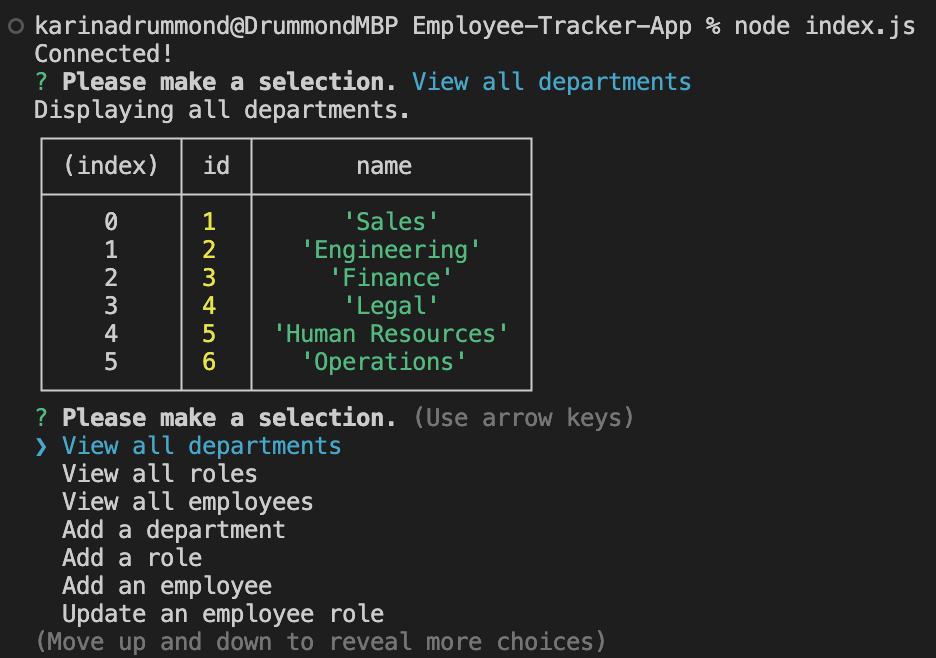 karinadrummond@DrummondMBP Employee-Tracker-App % node index.js
Connected!
? Please make a selection. View all departments
Displaying all departments.
(index) id name
0 1 'Sales'
1 2 'Engineering'
2 3 'Finance'
3 4 'Legal'
4 5 'Human Resources'
5 6 'Operations'
? Please make a selection. (Use arrow keys)
❯ View all departments
View all roles
View all employees
Add a department
Add a role
Add an employee
Update an employee role
(Move up and down to reveal more choices)